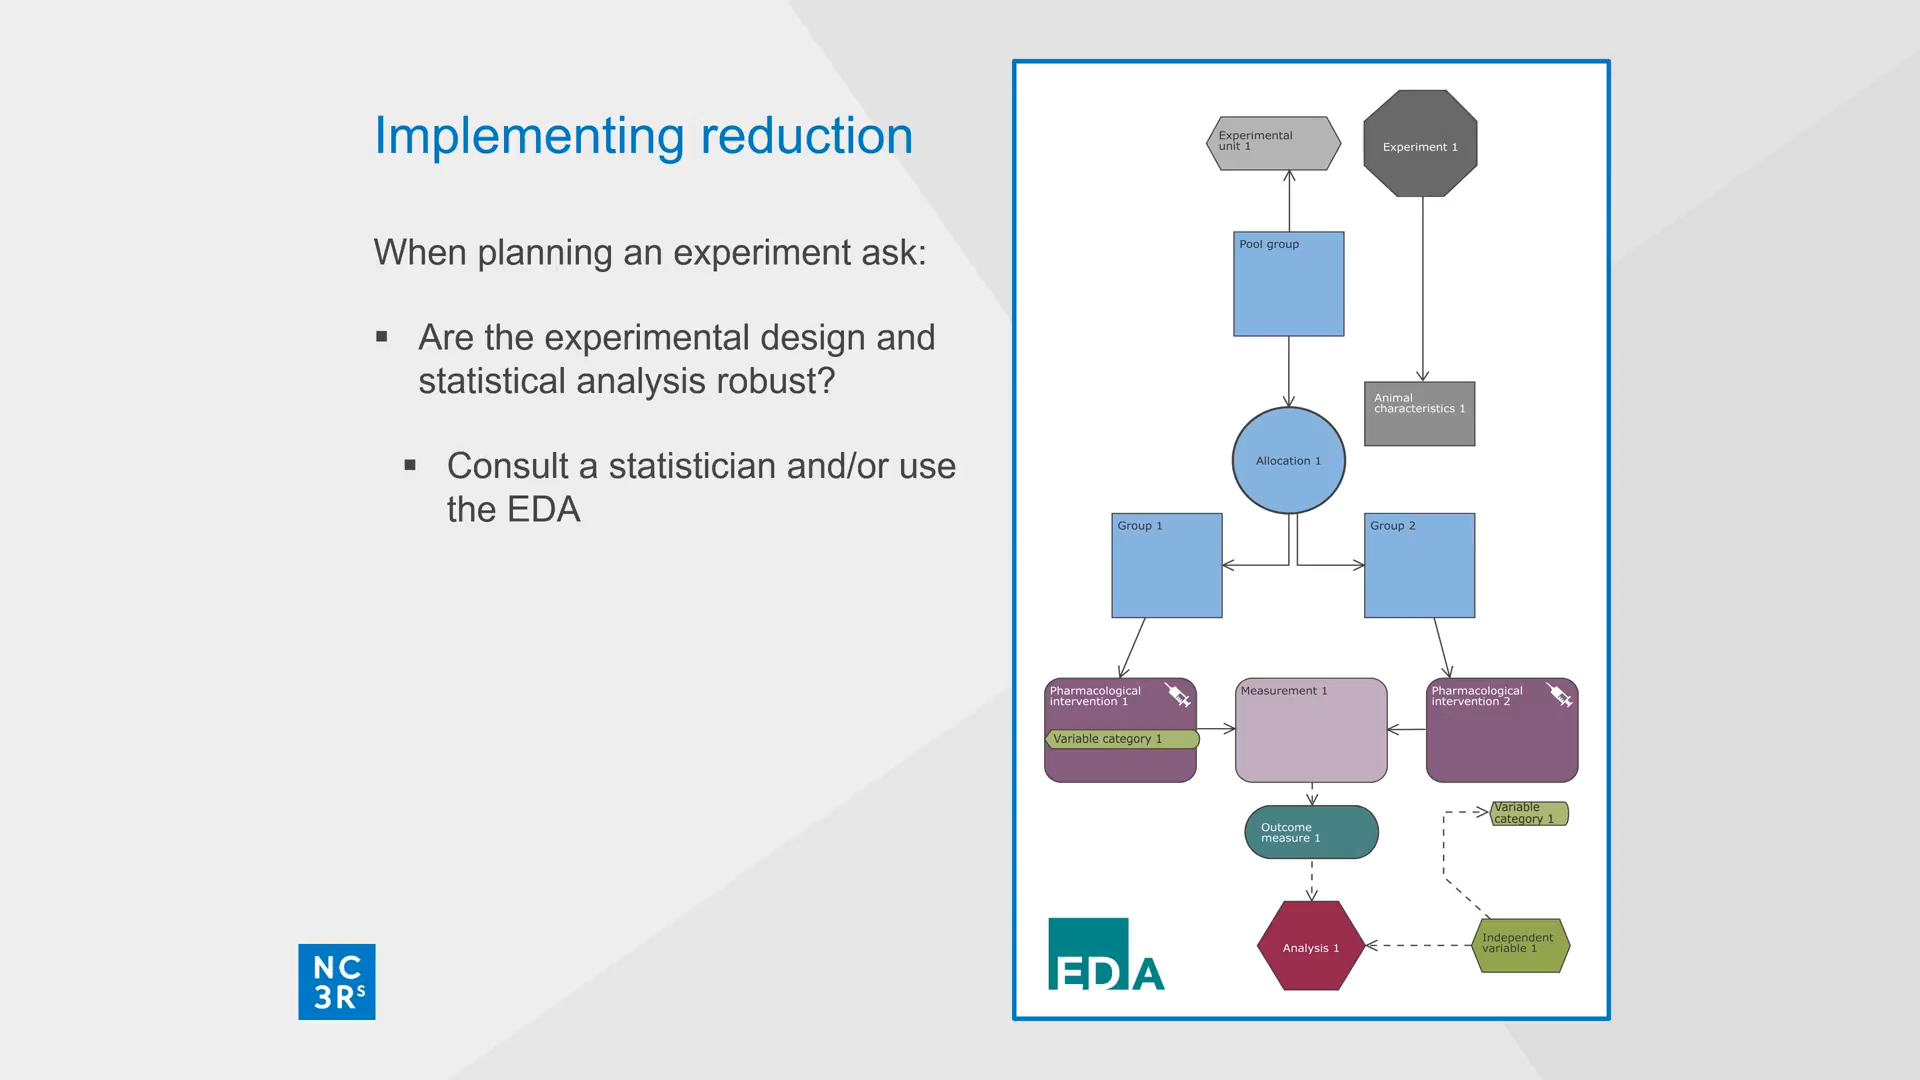 Implementing reduction
When planning an experiment ask:
▪ Are the experimental design and
statistical analysis robust?
▪ Consult a statistician and/or use
the EDA
NC
3Rs
Experimental
unit 1
Experiment 1
Pool group
Animal
characteristics 1
Allocation 1
Group 1
Group 2
Pharmacological
intervention 1
Variable category 1
Measurement 1
Pharmacological
intervention 2
Outcome
measure 1
Variable
category 1
Analysis 1
Independent
variable 1
EDA